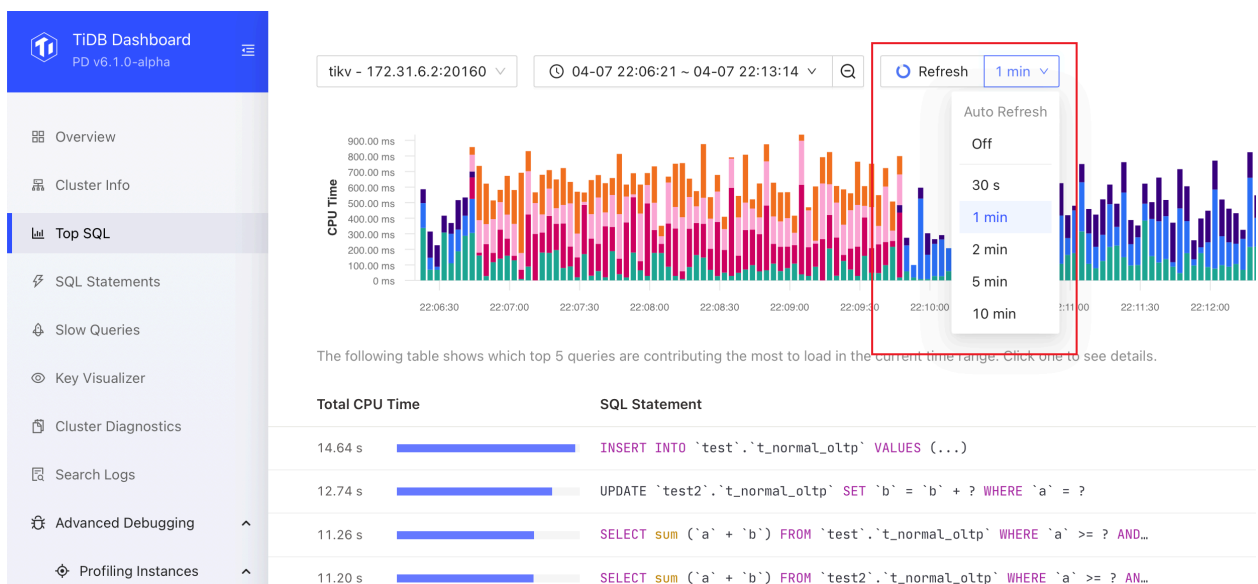 TiDB Dashboard
PD v6.1.0-alpha
Overview
Cluster Info
Top SQL
SQL Statements
Slow Queries
Key Visualizer
Cluster Diagnostics
Search Logs
Advanced Debugging
Profiling Instances
tikv - 172.31.6.2:20160
04-07 22:06:21 ~ 04-07 22:13:14
Refresh
1 min
Auto Refresh
Off
30 s
1 min
2 min
5 min
10 min
CPU Time
900.00 ms
800.00 ms
700.00 ms
600.00 ms
500.00 ms
400.00 ms
300.00 ms
200.00 ms
100.00 ms
0 ms
22:06:30 22:07:00 22:07:30 22:08:00 22:08:30 22:09:00 22:09:30 22:10:00 :11:00 22:11:30 22:12:00
The following table shows which top 5 queries are contributing the most to load in the current time range. Click one to see details.
Total CPU Time SQL Statement
14.64 s INSERT INTO `test`.`t_normal_oltp` VALUES (...)
12.74 s UPDATE `test2`.`t_normal_oltp` SET `b` = `b` + ? WHERE `a` = ?
11.26 s SELECT sum (`a` + `b`) FROM `test`.`t_normal_oltp` WHERE `a` >= ? AND…
11.20 s SELECT sum (`a` + `b`) FROM `test2`.`t_normal_oltp` WHERE `a` >= ? AN…